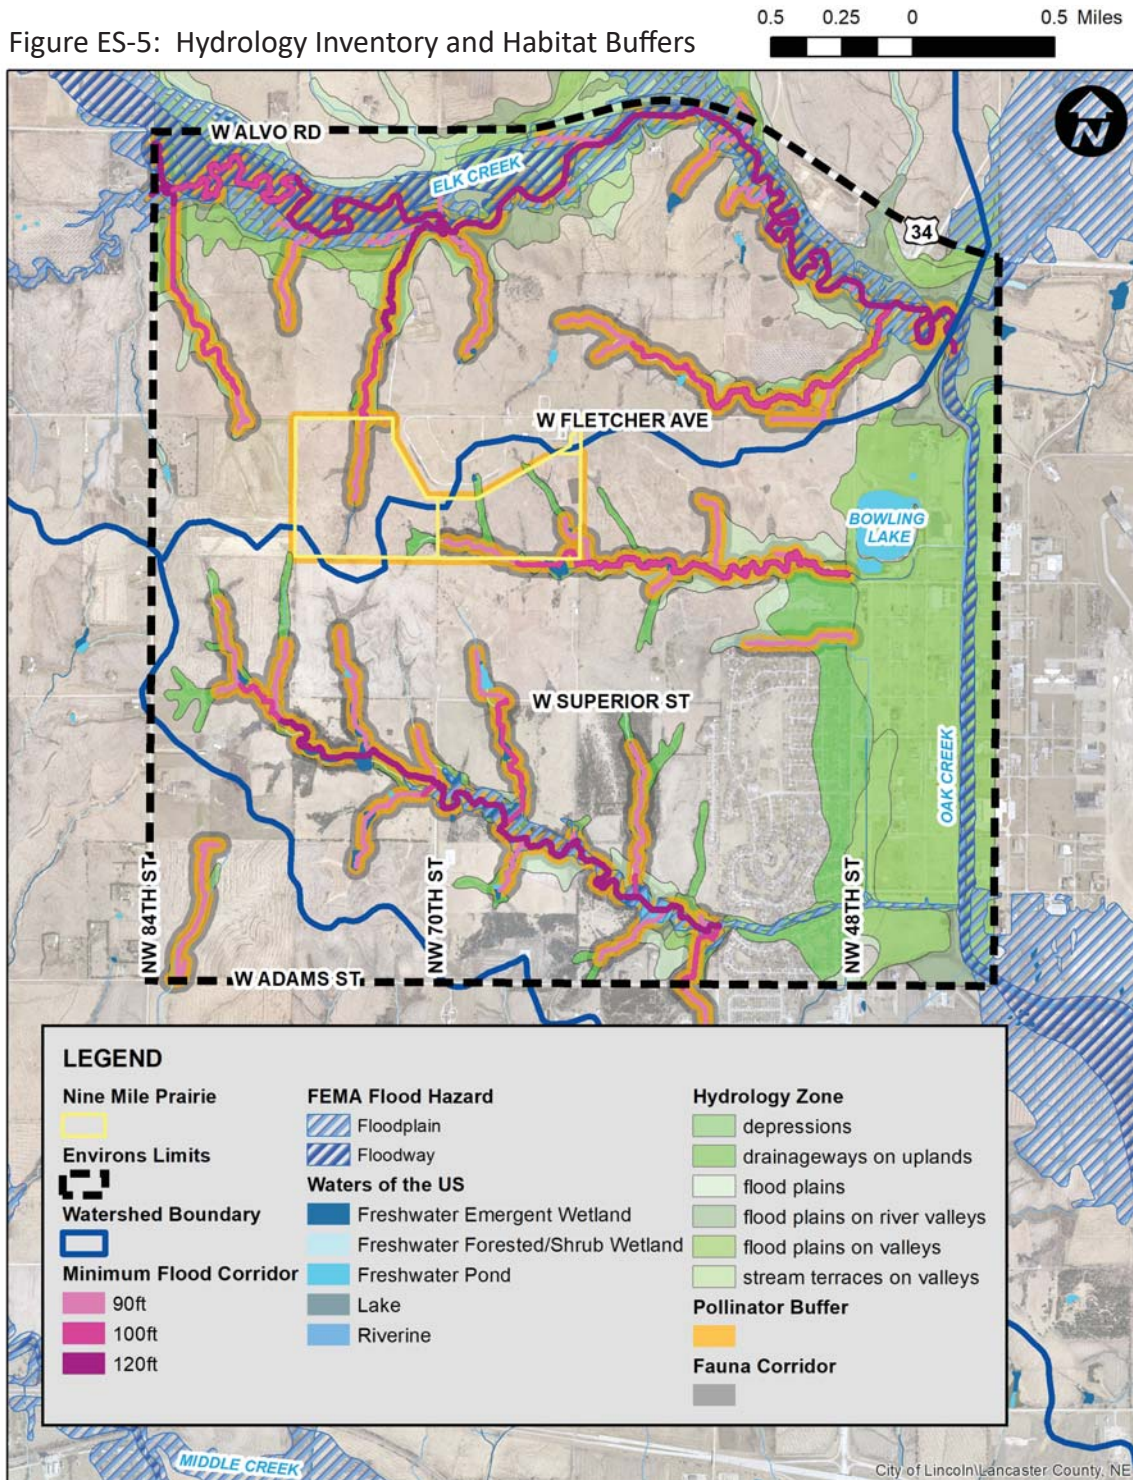 Figure ES-5: Hydrology Inventory and Habitat Buffers
0.5 0.25 0 0.5 Miles
W ALVO RD
ELK CREEK
N
34
W FLETCHER AVE
BOWLING
LAKE
W SUPERIOR ST
OAK CREEK
NW 84TH ST
NW 70TH ST
NW 48TH ST
W ADAMS ST
LEGEND
Nine Mile Prairie
Environs Limits
Watershed Boundary
Minimum Flood Corridor
90ft
100ft
120ft
FEMA Flood Hazard
Floodplain
Floodway
Waters of the US
Freshwater Emergent Wetland
Freshwater Forested/Shrub Wetland
Freshwater Pond
Lake
Riverine
Hydrology Zone
depressions
drainageways on uplands
flood plains
flood plains on river valleys
flood plains on valleys
stream terraces on valleys
Pollinator Buffer
Fauna Corridor
MIDDLE CREEK
City of Lincoln\Lancaster County, NE